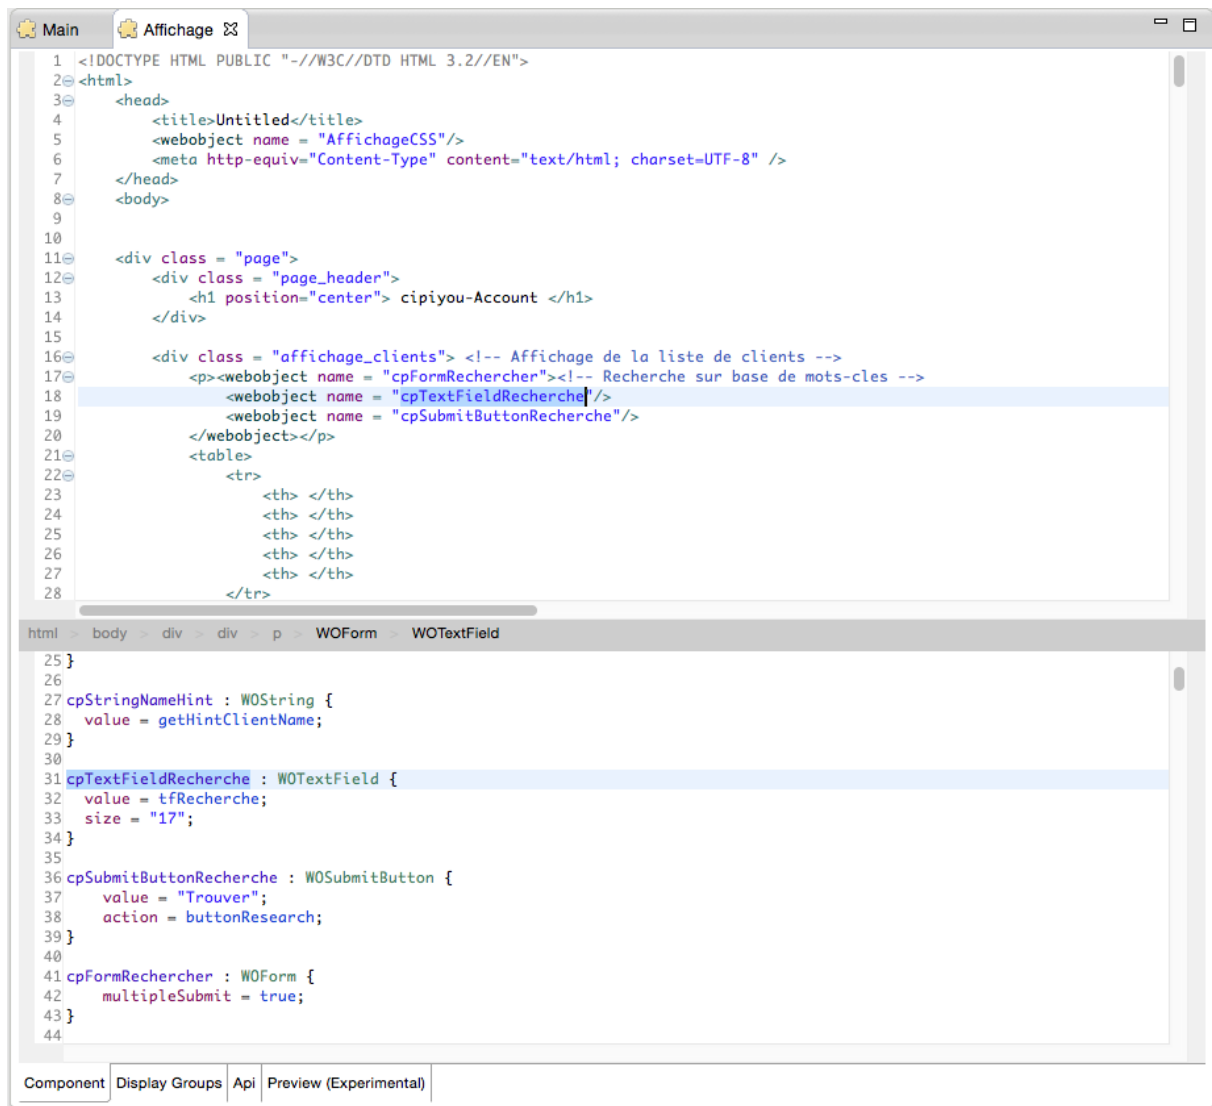 Main Affichage
1 <!DOCTYPE HTML PUBLIC "-//W3C//DTD HTML 3.2//EN">
2 <html>
3 <head>
4 <title>Untitled</title>
5 <webobject name = "AffichageCSS"/>
6 <meta http-equiv="Content-Type" content="text/html; charset=UTF-8" />
7 </head>
8 <body>
9
10
11 <div class = "page">
12 <div class = "page_header">
13 <h1 position="center"> cipiyou-Account </h1>
14 </div>
15
16 <div class = "affichage_clients"> <!-- Affichage de la liste de clients -->
17 <p><webobject name = "cpFormRechercher"><!-- Recherche sur base de mots-cles -->
18 <webobject name = "cpTextFieldRecherche"/>
19 <webobject name = "cpSubmitButtonRecherche"/>
20 </webobject></p>
21 <table>
22 <tr>
23 <th> </th>
24 <th> </th>
25 <th> </th>
26 <th> </th>
27 <th> </th>
28 </tr>
html > body > div > div > p > WOForm > WOTextField
25 }
26
27 cpStringNameHint : WOString {
28 value = getHintClientName;
29 }
30
31 cpTextFieldRecherche : WOTextField {
32 value = tfRecherche;
33 size = "17";
34 }
35
36 cpSubmitButtonRecherche : WOSubmitButton {
37 value = "Trouver";
38 action = buttonResearch;
39 }
40
41 cpFormRechercher : WOForm {
42 multipleSubmit = true;
43 }
44
Component Display Groups Api Preview (Experimental)